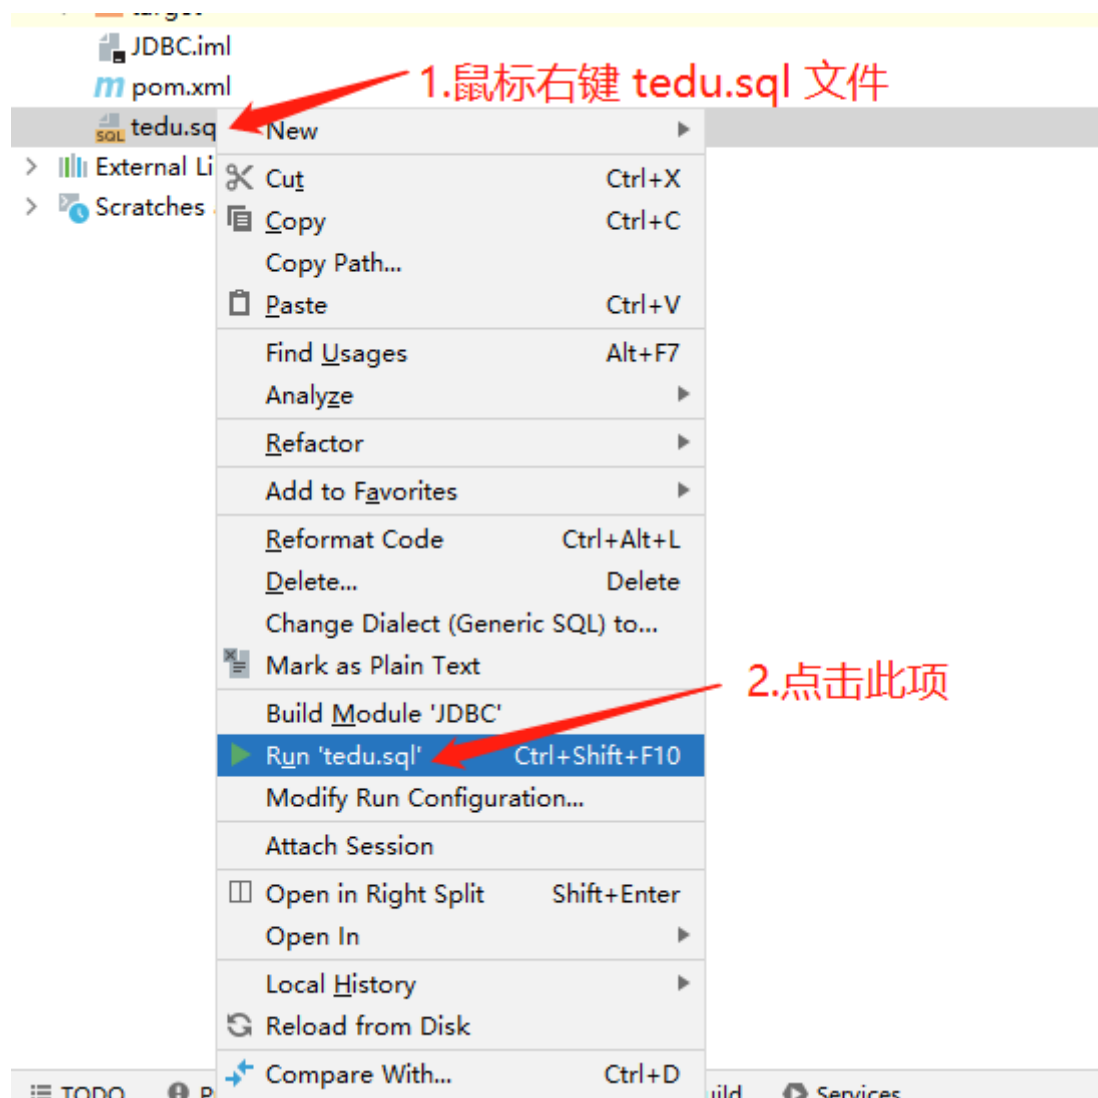 target
JDBC.iml
pom.xml
1.鼠标右键 tedu.sql 文件
tedu.sq
New
External Li
Cut Ctrl+X
Scratches
Copy Ctrl+C
Copy Path...
Paste Ctrl+V
Find Usages Alt+F7
Analyze
Refactor
Add to Favorites
Reformat Code Ctrl+Alt+L
Delete... Delete
Change Dialect (Generic SQL) to...
Mark as Plain Text
2.点击此项
Build Module 'JDBC'
Run 'tedu.sql' Ctrl+Shift+F10
Modify Run Configuration...
Attach Session
Open in Right Split Shift+Enter
Open In
Local History
Reload from Disk
Compare With... Ctrl+D
TODO P uild Services